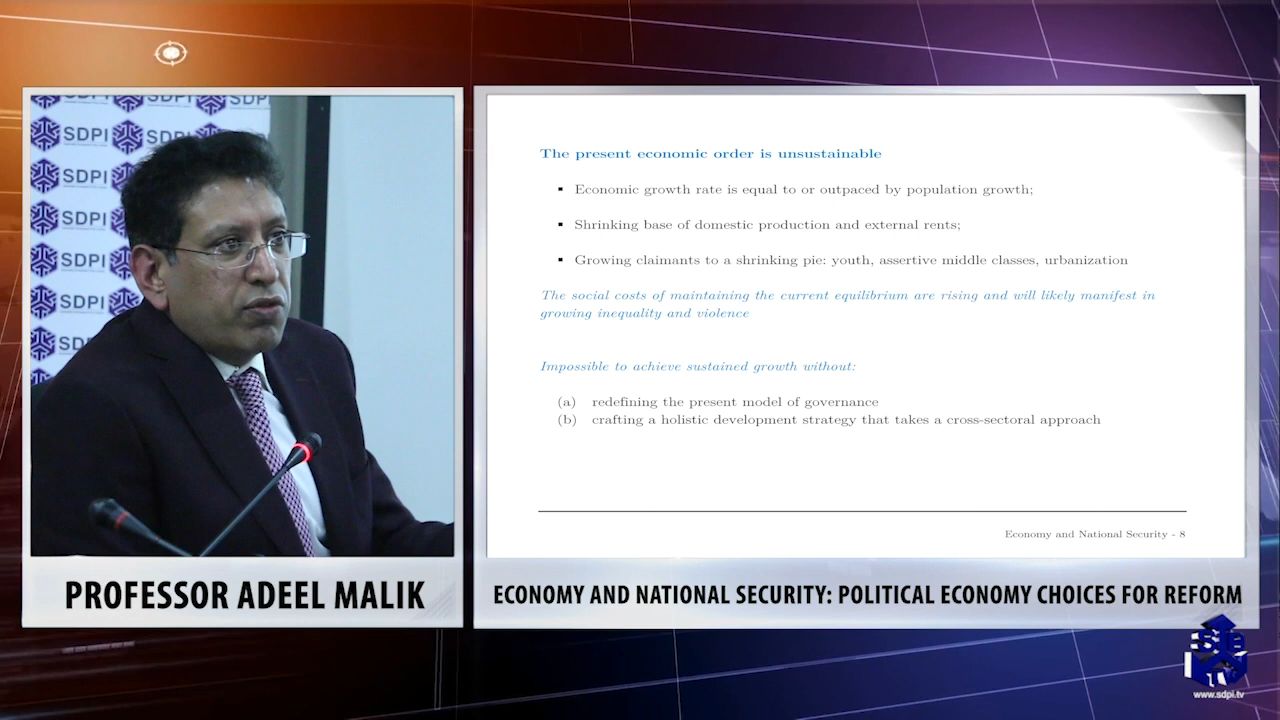 SDPI SDPI SDPI
SDPI
SDPI
SDPI
SDPI
SDPI
The present economic order is unsustainable
▪ Economic growth rate is equal to or outpaced by population growth;
▪ Shrinking base of domestic production and external rents;
▪ Growing claimants to a shrinking pie: youth, assertive middle classes, urbanization
The social costs of maintaining the current equilibrium are rising and will likely manifest in
growing inequality and violence
Impossible to achieve sustained growth without:
(a) redefining the present model of governance
(b) crafting a holistic development strategy that takes a cross-sectoral approach
Economy and National Security - 8
PROFESSOR ADEEL MALIK
ECONOMY AND NATIONAL SECURITY: POLITICAL ECONOMY CHOICES FOR REFORM
TV
www.sdpi.tv